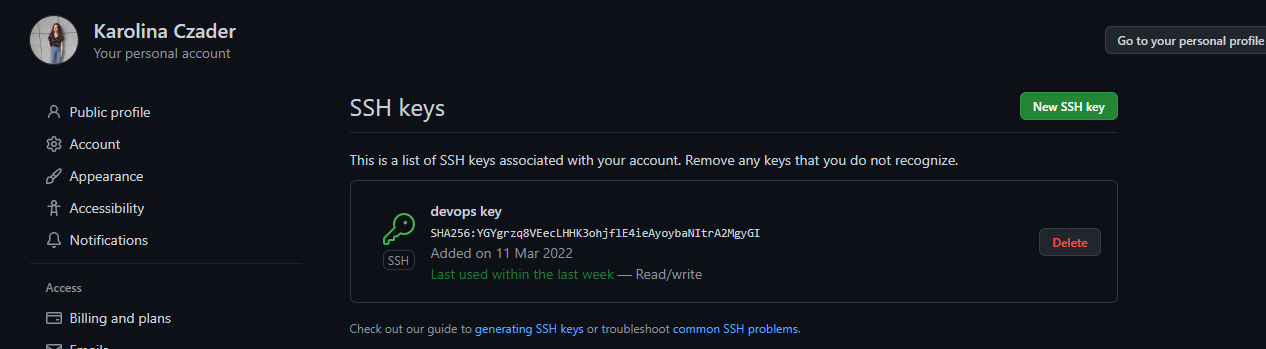 Karolina Czader
Your personal account
Go to your personal profile
Public profile
Account
Appearance
Accessibility
Notifications
Access
Billing and plans
Emails
SSH keys
New SSH key
This is a list of SSH keys associated with your account. Remove any keys that you do not recognize.
devops key
SHA256:YGYgrzq8VEecLHHK3ohjflE4ieAyoybaNItrA2MgyGI
SSH
Added on 11 Mar 2022
Last used within the last week — Read/write
Delete
Check out our guide to generating SSH keys or troubleshoot common SSH problems.